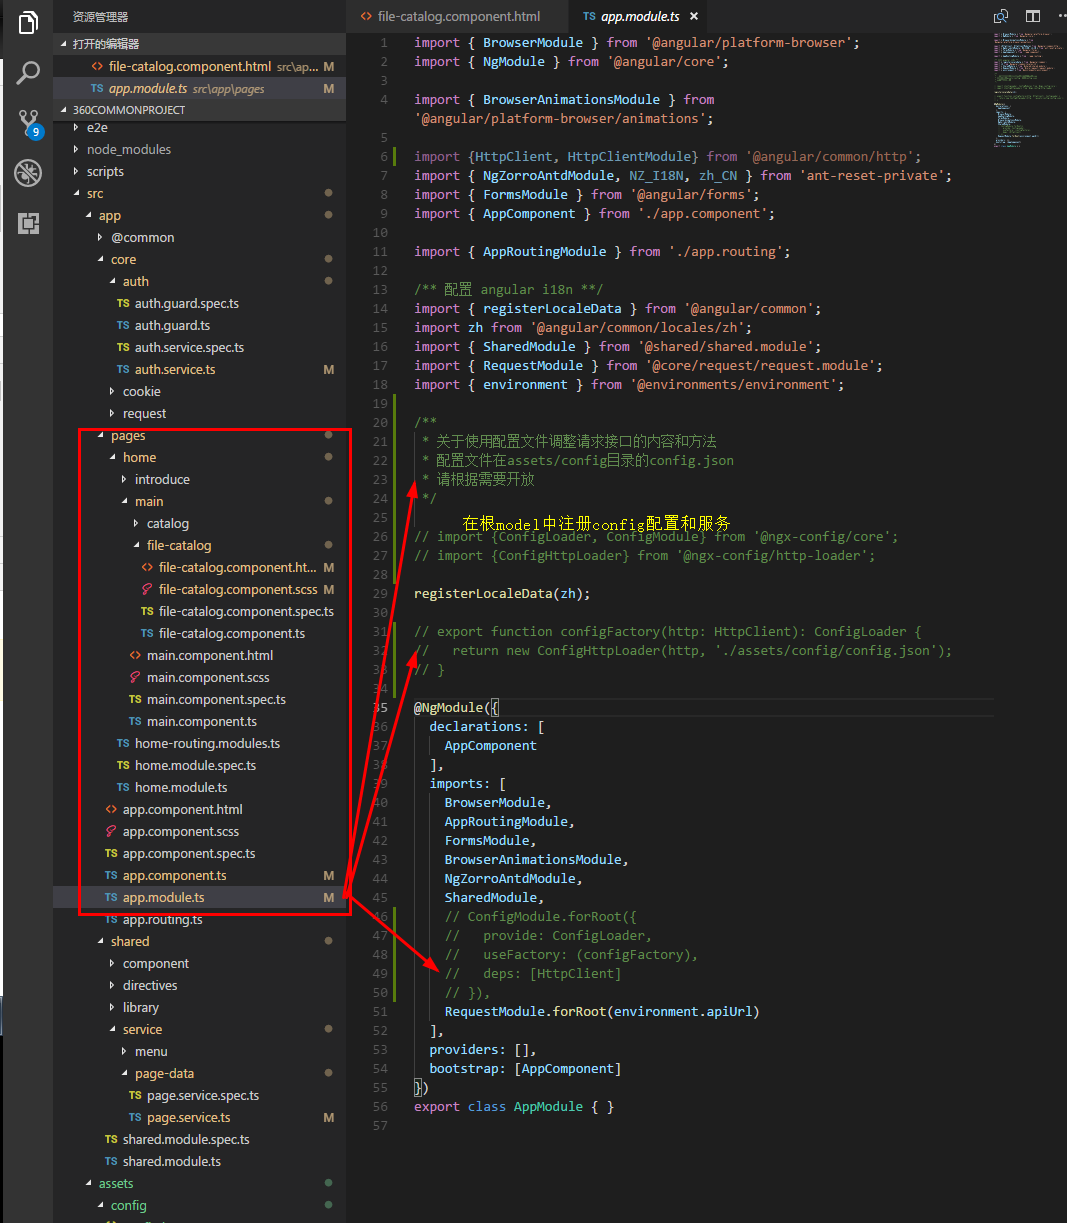 资源管理器
打开的编辑器
file-catalog.component.html src\ap... M
TS app.module.ts src\app\pages M
360COMMONPROJECT
e2e
node_modules
scripts
src
app
@common
core
auth
TS auth.guard.spec.ts
TS auth.guard.ts
TS auth.service.spec.ts
TS auth.service.ts M
cookie
request
pages
home
introduce
main
catalog
file-catalog
file-catalog.component.ht... M
file-catalog.component.scss M
TS file-catalog.component.spec.ts
TS file-catalog.component.ts
main.component.html
main.component.scss
TS main.component.spec.ts
TS main.component.ts
TS home-routing.modules.ts
TS home.module.spec.ts
TS home.module.ts
app.component.html
app.component.scss
TS app.component.spec.ts
TS app.component.ts M
TS app.module.ts M
TS app.routing.ts
shared
component
directives
library
service
menu
page-data
TS page.service.spec.ts
TS page.service.ts M
TS shared.module.spec.ts
TS shared.module.ts
assets
config
9
file-catalog.component.html
TS app.module.ts ×
1 import { BrowserModule } from '@angular/platform-browser';
2 import { NgModule } from '@angular/core';
3
4 import { BrowserAnimationsModule } from
'@angular/platform-browser/animations';
5
6 import {HttpClient, HttpClientModule} from '@angular/common/http';
7 import { NgZorroAntdModule, NZ_I18N, zh_CN } from 'ant-reset-private';
8 import { FormsModule } from '@angular/forms';
9 import { AppComponent } from './app.component';
10
11 import { AppRoutingModule } from './app.routing';
12
13 /** 配置 angular i18n **/
14 import { registerLocaleData } from '@angular/common';
15 import zh from '@angular/common/locales/zh';
16 import { SharedModule } from '@shared/shared.module';
17 import { RequestModule } from '@core/request/request.module';
18 import { environment } from '@environments/environment';
19
20 /**
21 * 关于使用配置文件调整请求接口的内容和方法
22 * 配置文件在assets/config目录的config.json
23 * 请根据需要开放
24 */
25
在根model中注册config配置和服务
26 // import {ConfigLoader, ConfigModule} from '@ngx-config/core';
27 // import {ConfigHttpLoader} from '@ngx-config/http-loader';
28
29 registerLocaleData(zh);
30
31 // export function configFactory(http: HttpClient): ConfigLoader {
32 // return new ConfigHttpLoader(http, './assets/config/config.json');
33 // }
34
35 @NgModule({
36 declarations: [
37 AppComponent
38 ],
39 imports: [
40 BrowserModule,
41 AppRoutingModule,
42 FormsModule,
43 BrowserAnimationsModule,
44 NgZorroAntdModule,
45 SharedModule,
46 // ConfigModule.forRoot({
47 // provide: ConfigLoader,
48 // useFactory: (configFactory),
49 // deps: [HttpClient]
50 // }),
51 RequestModule.forRoot(environment.apiUrl)
52 ],
53 providers: [],
54 bootstrap: [AppComponent]
55 })
56 export class AppModule { }
57